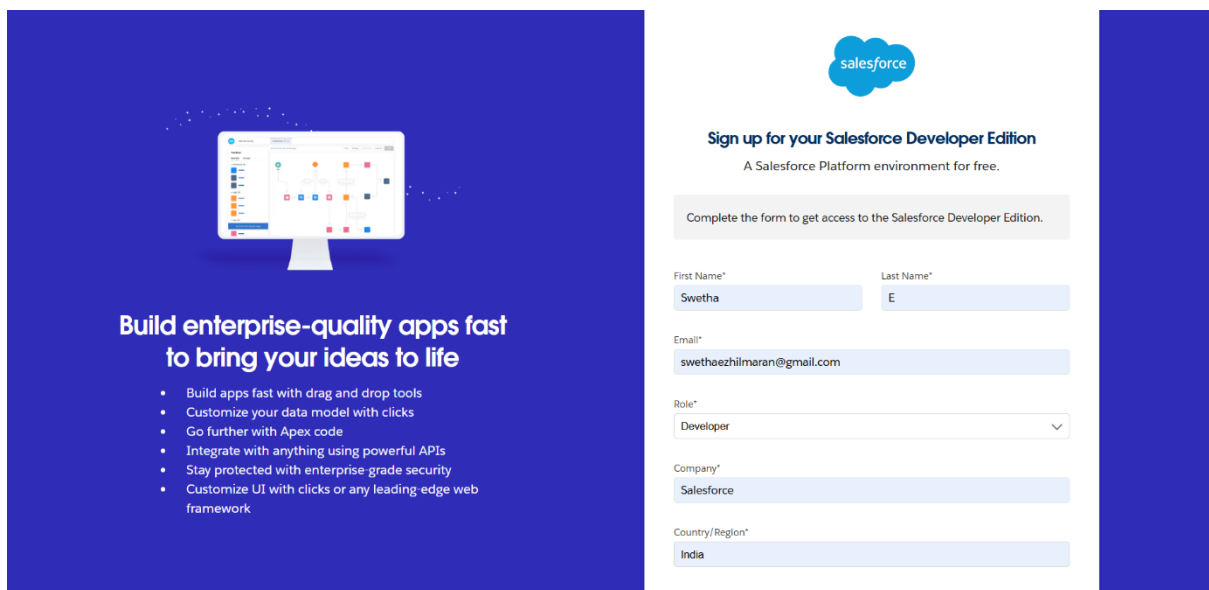 Build enterprise-quality apps fast
to bring your ideas to life
• Build apps fast with drag and drop tools
• Customize your data model with clicks
• Go further with Apex code
• Integrate with anything using powerful APIs
• Stay protected with enterprise-grade security
• Customize UI with clicks or any leading-edge web
framework
salesforce
Sign up for your Salesforce Developer Edition
A Salesforce Platform environment for free.
Complete the form to get access to the Salesforce Developer Edition.
First Name* Last Name*
Swetha E
Email*
swethaezhilmaran@gmail.com
Role*
Developer
Company*
Salesforce
Country/Region*
India